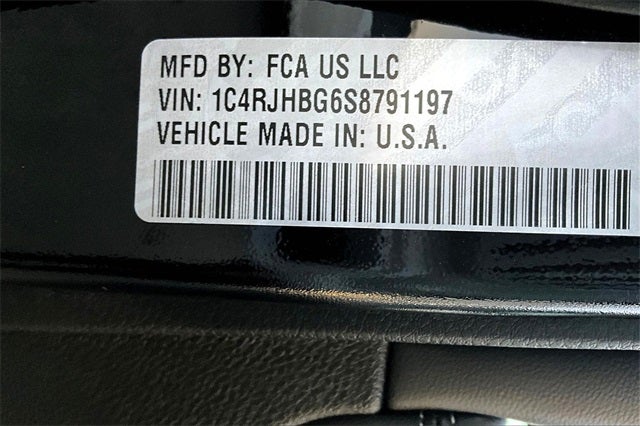 MFD BY: FCA US LLC
VIN: 1C4RJHBG6S8791197
VEHICLE MADE IN: U.S.A.